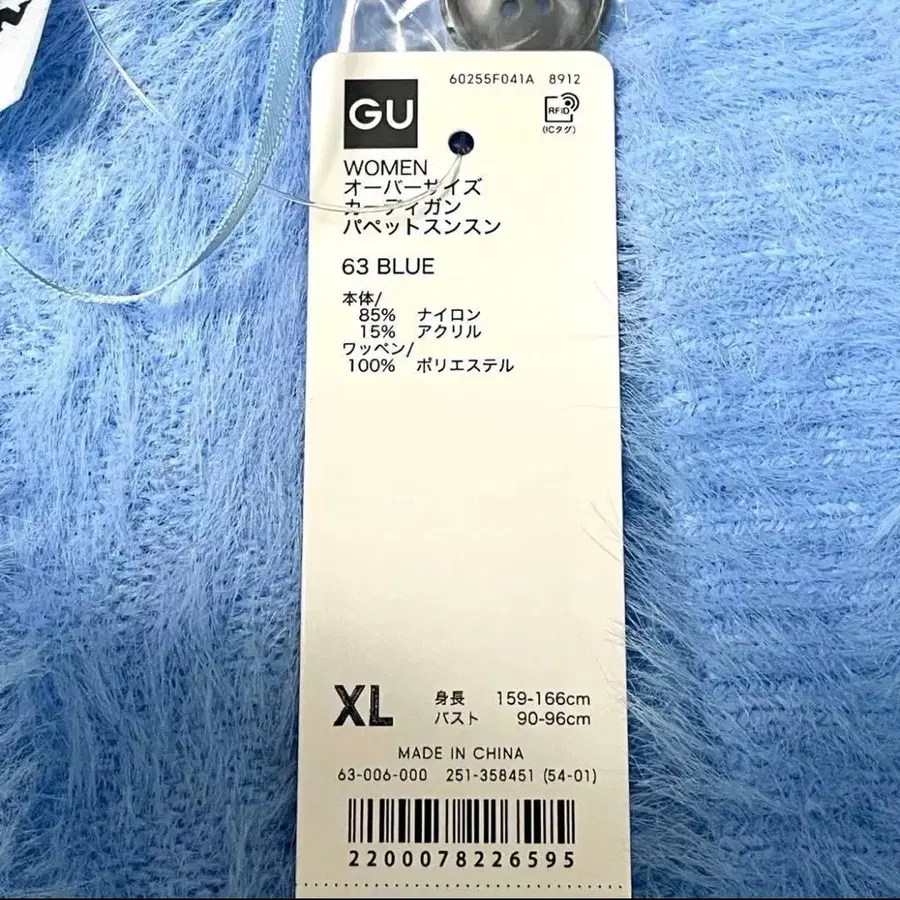 60255F041A 8912
GU
RFID
(ICタグ)
WOMEN
オーバーサイズ
カーディガン
パペットスンスン
63 BLUE
本体/
85% ナイロン
15% アクリル
ワッペン/
100% ポリエステル
XL 身長 159-166cm
バスト 90-96cm
MADE IN CHINA
63-006-000 251-358451 (54-01)
2200078226595